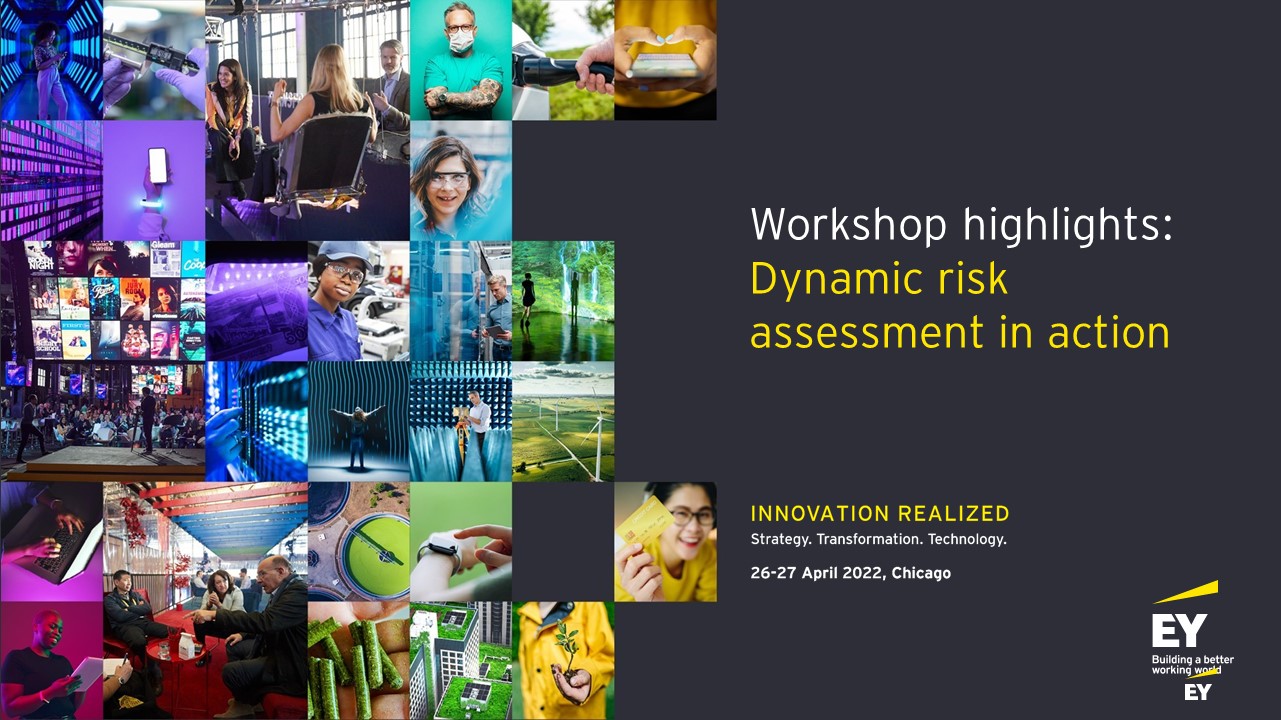 Workshop highlights:
Dynamic risk
assessment in action
INNOVATION REALIZED
Strategy. Transformation. Technology.
26-27 April 2022, Chicago
EY
Building a better
working world
EY